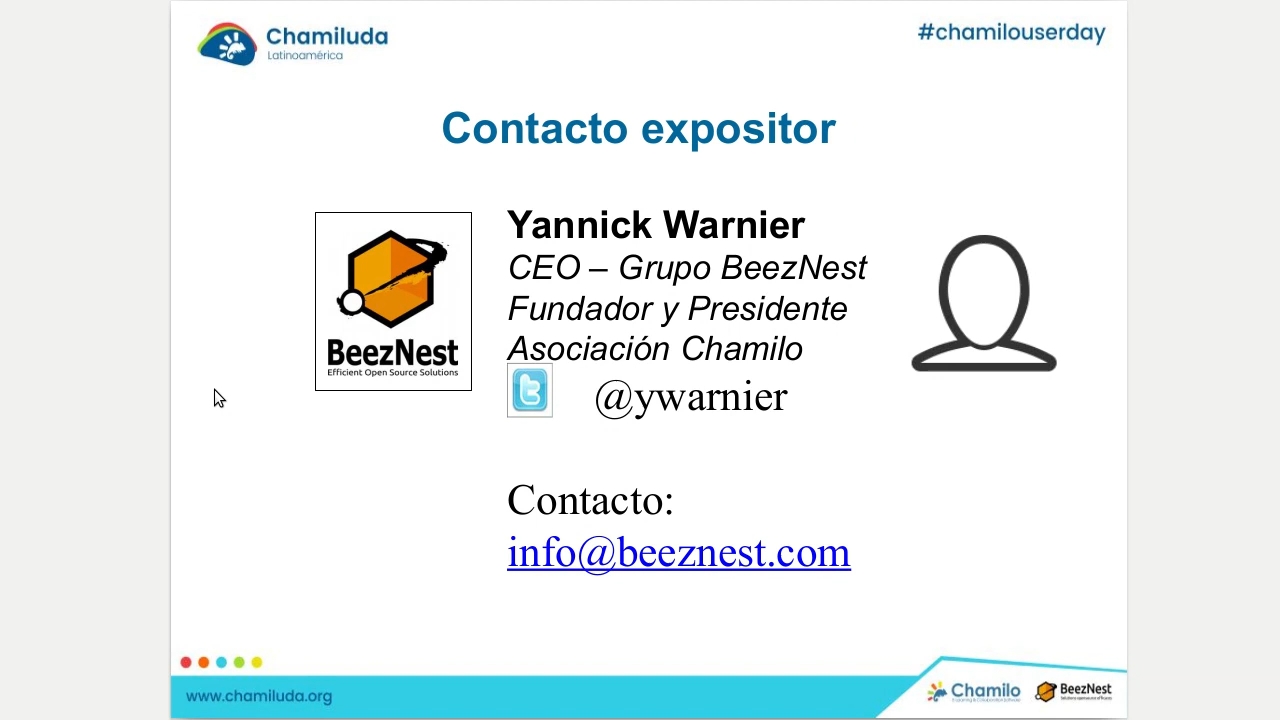 Chamiluda
Latinoamérica
#chamilouserday
Contacto expositor
BeezNest
Efficient Open Source Solutions
Yannick Warnier
CEO – Grupo BeezNest
Fundador y Presidente
Asociación Chamilo
@ywarnier
Contacto:
info@beeznest.com
www.chamiluda.org
Chamilo
BeezNest